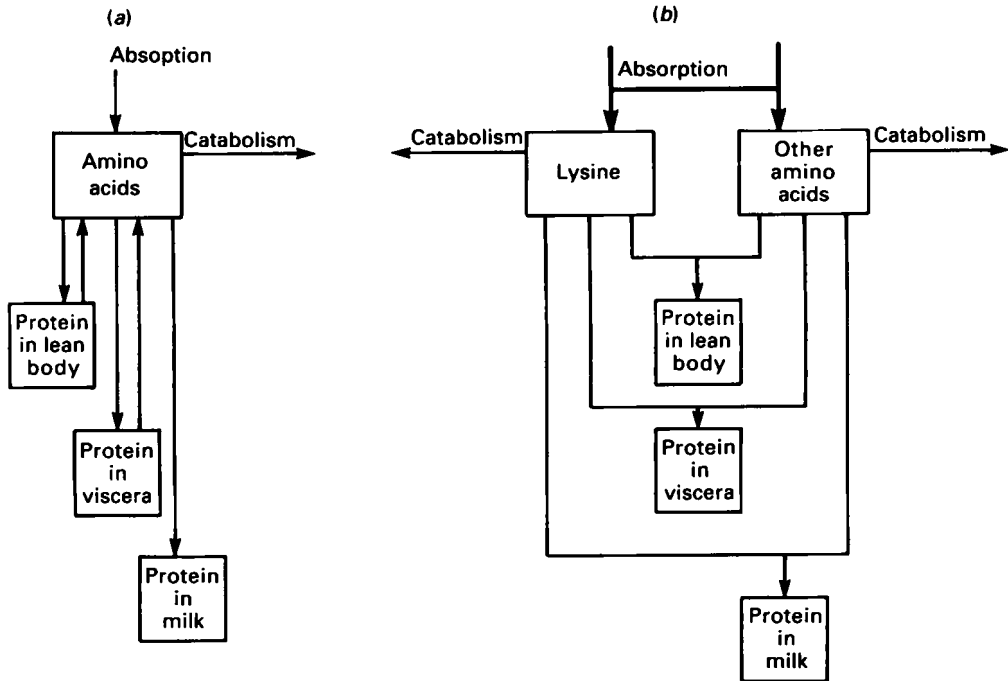 (a)
Absoption
Amino
acids
Catabolism
Protein
in lean
body
Protein
in
viscera
Protein
in
milk
(b)
Absorption
Catabolism
Lysine
Other
amino
acids
Catabolism
Protein
in lean
body
Protein
in
viscera
Protein
in
milk